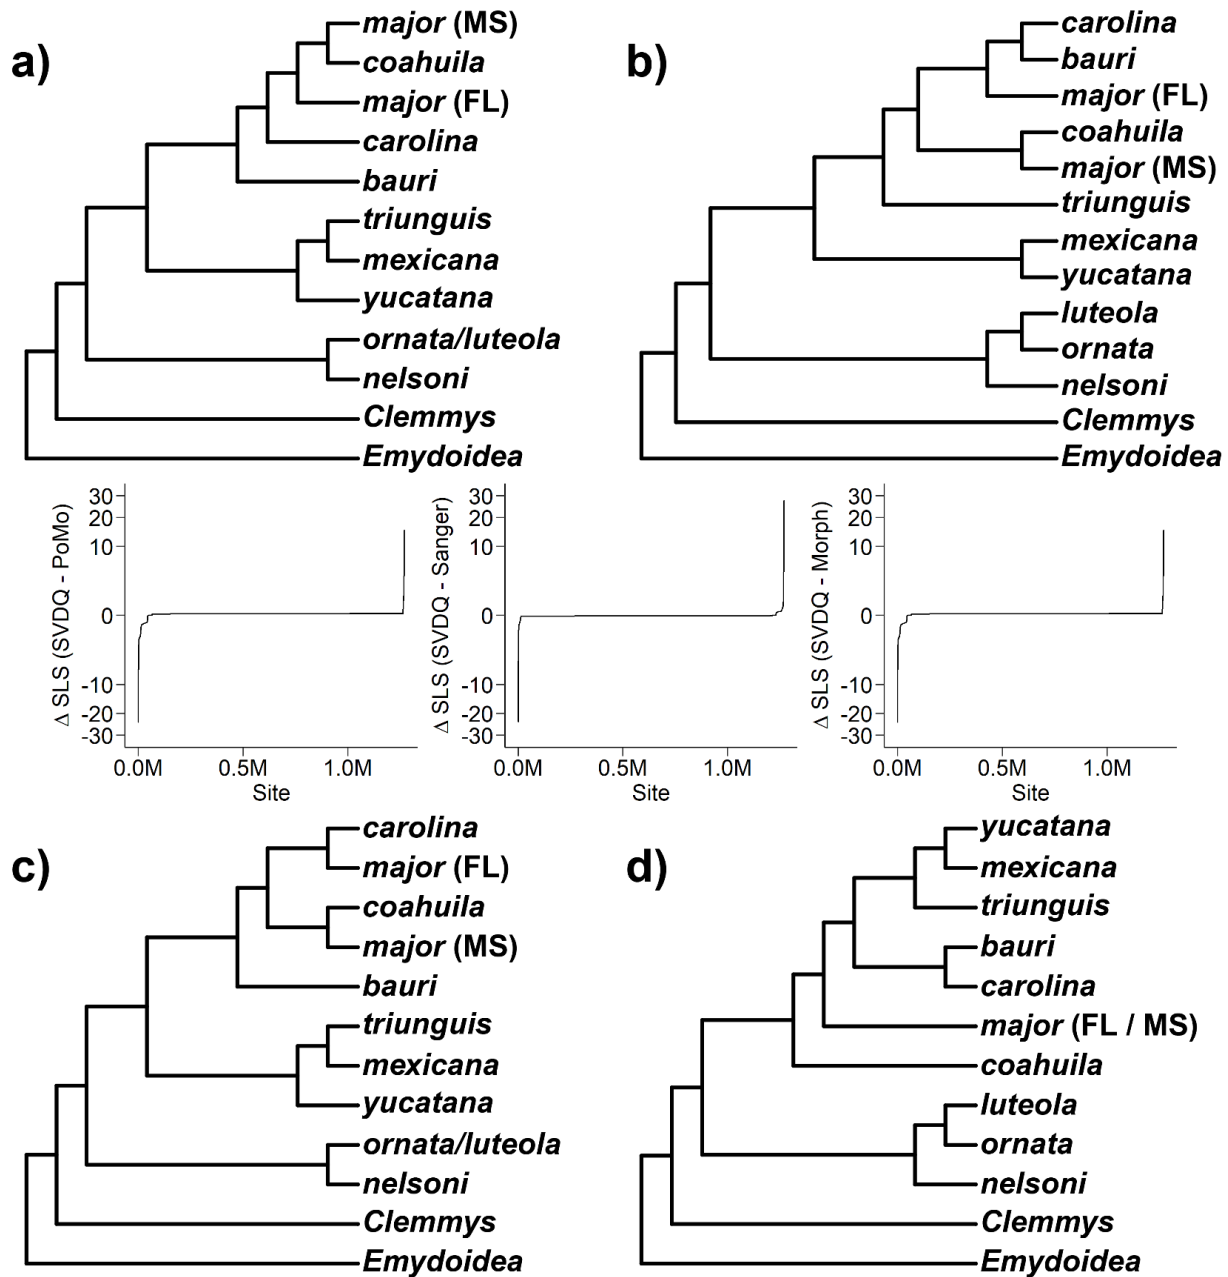 a)
major (MS)
coahuila
major (FL)
carolina
bauri
triunguis
mexicana
yucatana
ornata/luteola
nelsoni
Clemmys
Emydoidea
b)
carolina
bauri
major (FL)
coahuila
major (MS)
triunguis
mexicana
yucatana
luteola
ornata
nelsoni
Clemmys
Emydoidea
Δ SLS (SVDQ - PoMo)
30
20
10
0
-10
-20
-30
0.0M 0.5M 1.0M
Site
Δ SLS (SVDQ - Sanger)
30
20
10
0
-10
-20
-30
0.0M 0.5M 1.0M
Site
Δ SLS (SVDQ - Morph)
30
20
10
0
-10
-20
-30
0.0M 0.5M 1.0M
Site
c)
carolina
major (FL)
coahuila
major (MS)
bauri
triunguis
mexicana
yucatana
ornata/luteola
nelsoni
Clemmys
Emydoidea
d)
yucatana
mexicana
triunguis
bauri
carolina
major (FL / MS)
coahuila
luteola
ornata
nelsoni
Clemmys
Emydoidea